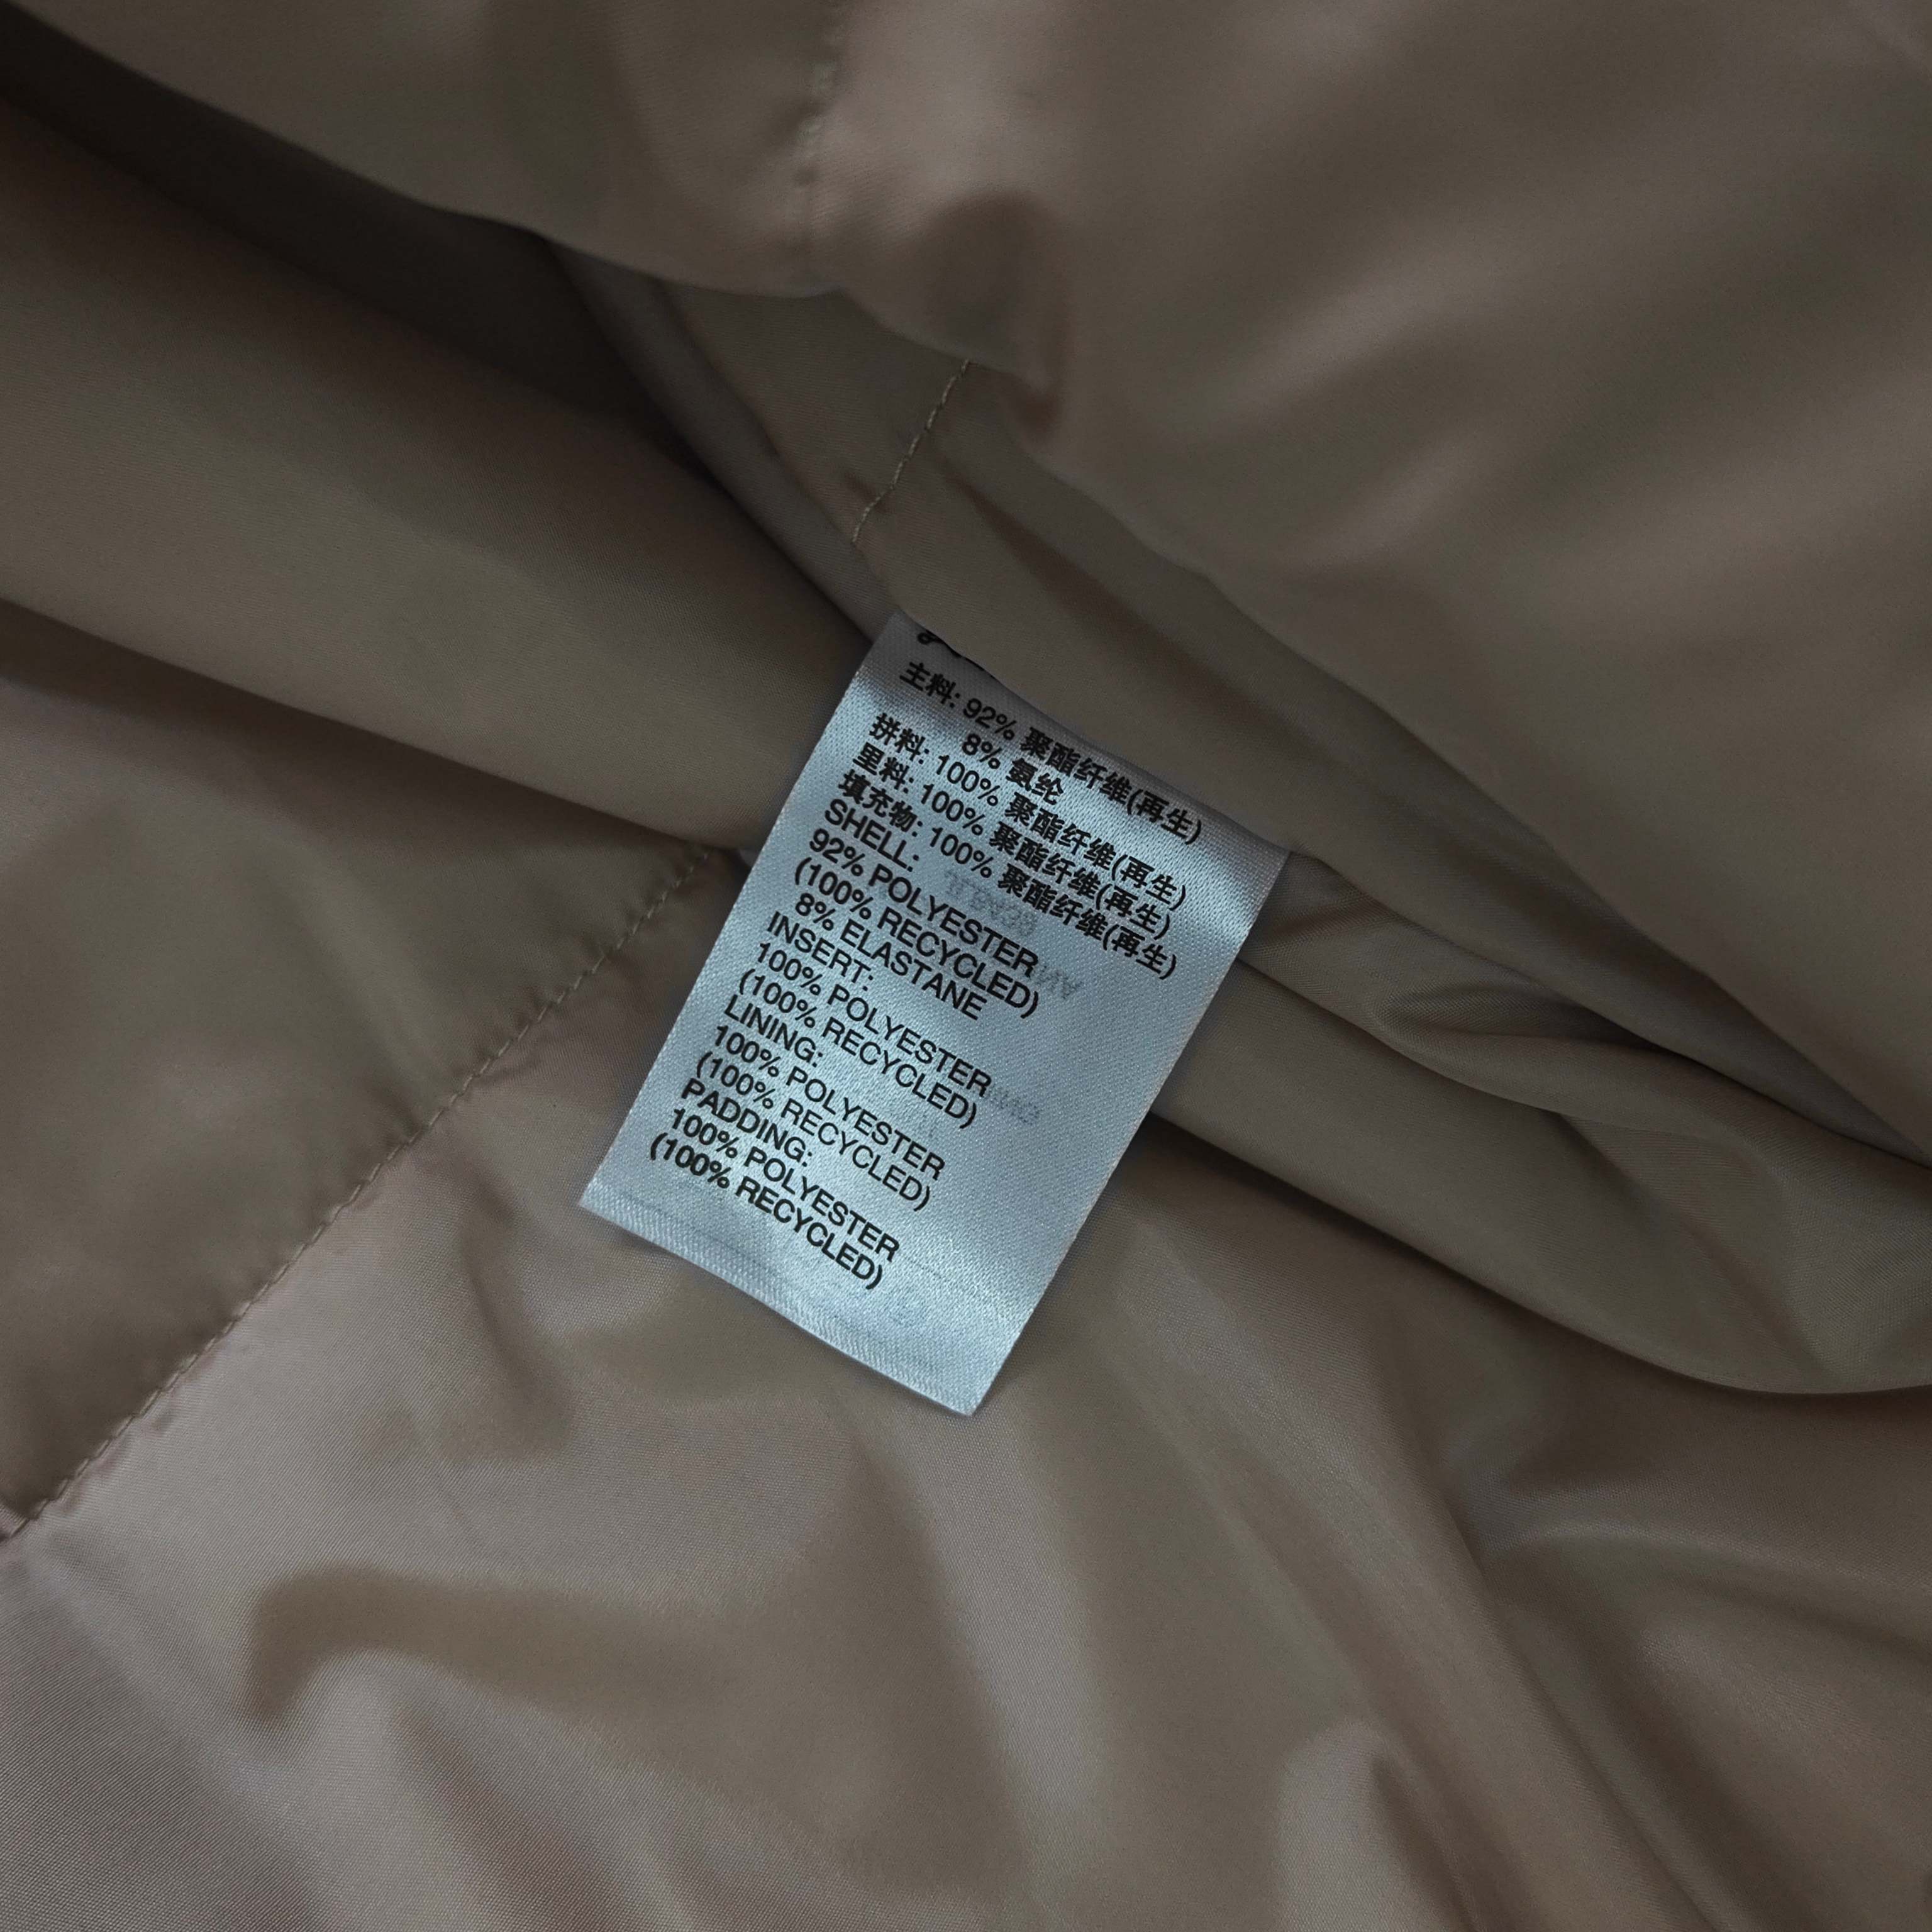 主料: 92% 聚酯纤维(再生)
8% 氨纶
拼料: 100% 聚酯纤维(再生)
里料: 100% 聚酯纤维(再生)
填充物: 100% 聚酯纤维(再生)
SHELL:
92% POLYESTER
(100% RECYCLED)
8% ELASTANE
INSERT:
100% POLYESTER
(100% RECYCLED)
LINING:
100% POLYESTER
(100% RECYCLED)
PADDING:
100% POLYESTER
(100% RECYCLED)